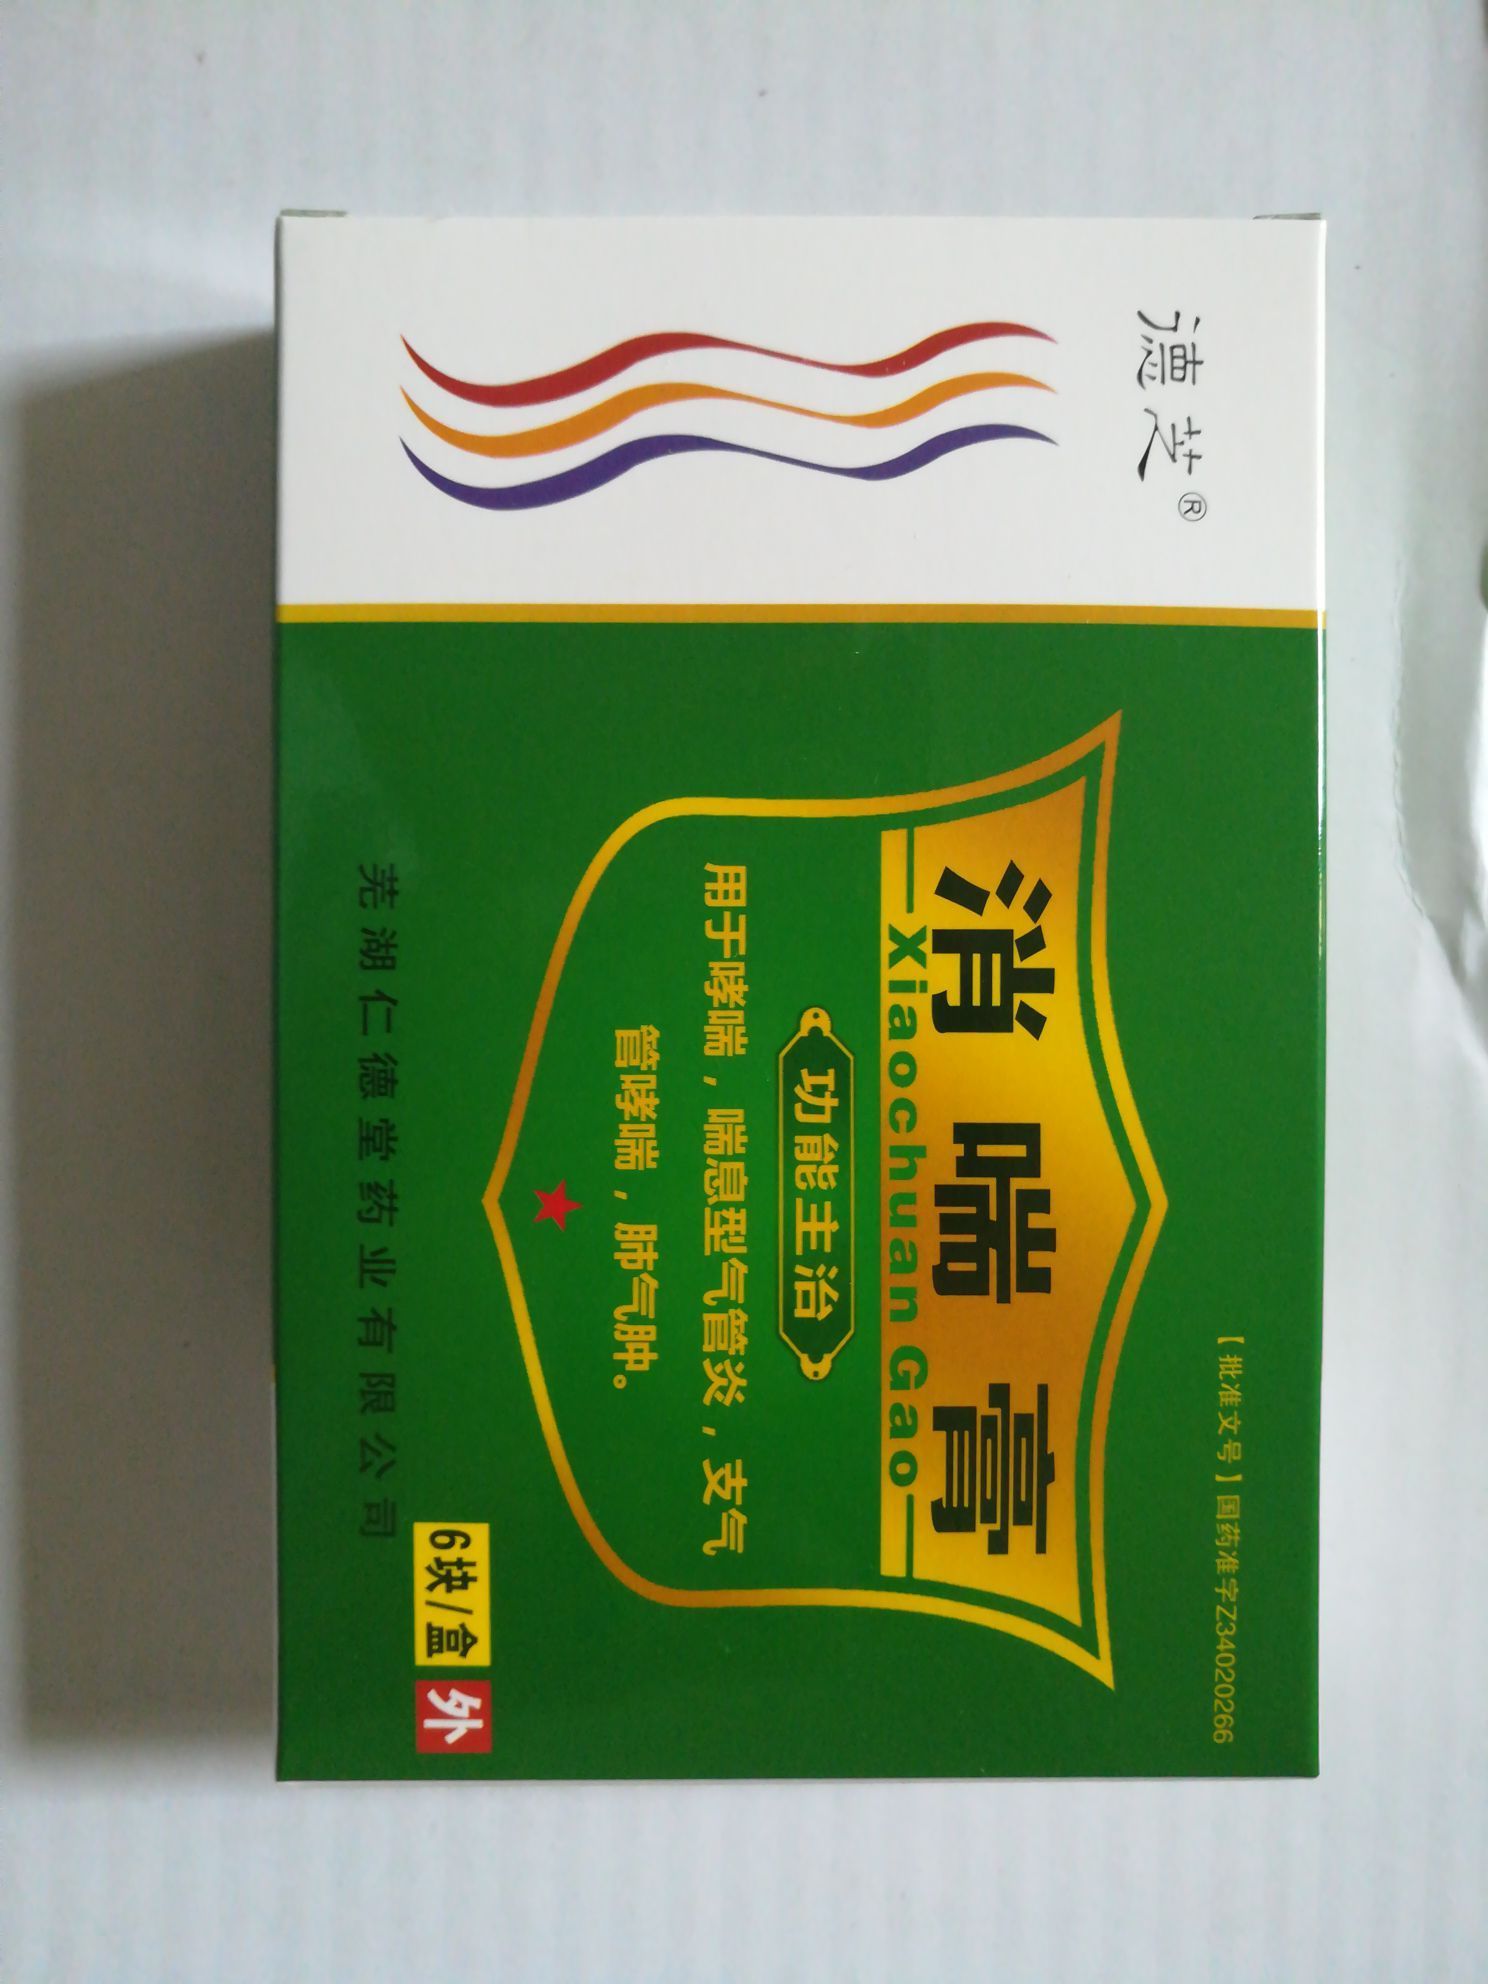 德芝®
【批准文号】国药准字Z34020266
消喘膏
Xiaochuan Gao
功能主治
用于哮喘，喘息型气管炎，支气
管哮喘，肺气肿。
6块/盒 外
芜湖仁德堂药业有限公司